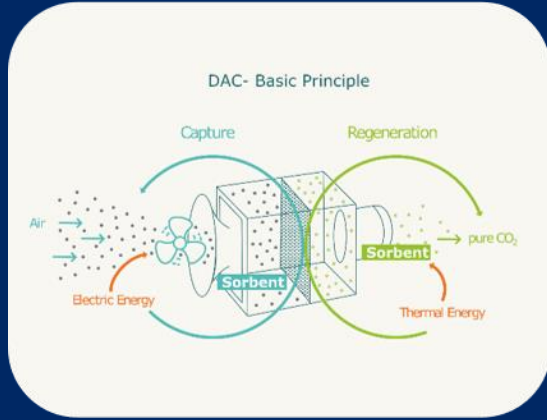 DAC- Basic Principle
Capture
Regeneration
Air
pure CO₂
Sorbent
Sorbent
Electric Energy
Thermal Energy